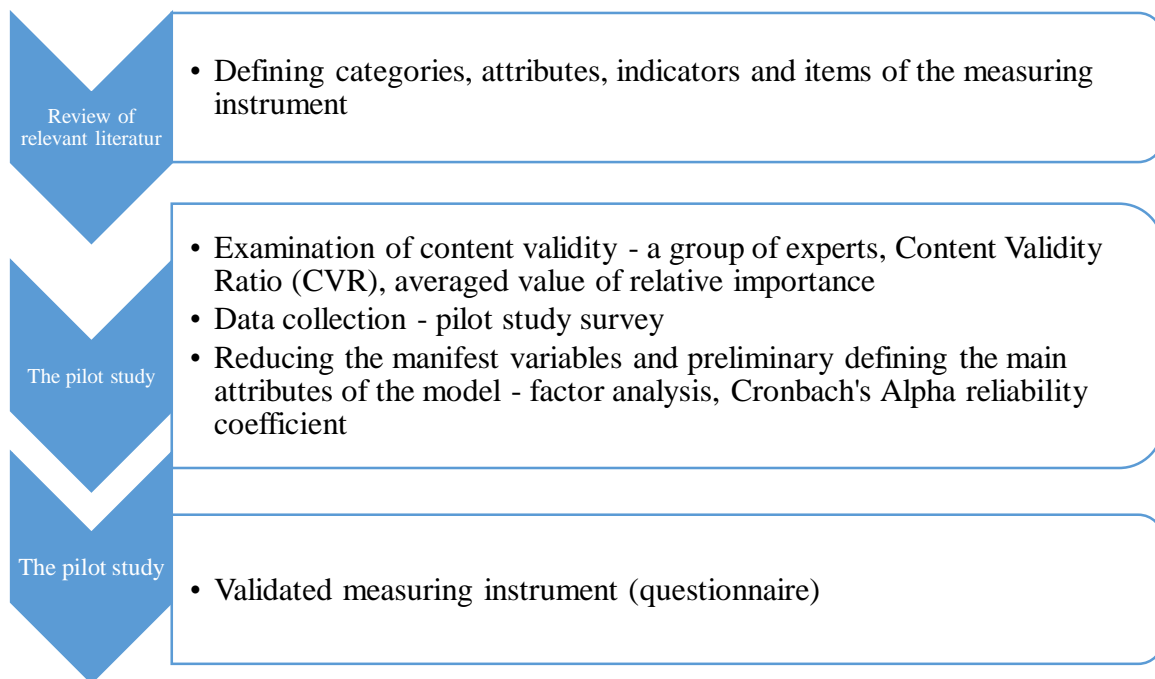 Review of
relevant literatur
• Defining categories, attributes, indicators and items of the measuring
instrument
The pilot study
• Examination of content validity - a group of experts, Content Validity
Ratio (CVR), averaged value of relative importance
• Data collection - pilot study survey
• Reducing the manifest variables and preliminary defining the main
attributes of the model - factor analysis, Cronbach's Alpha reliability
coefficient
The pilot study
• Validated measuring instrument (questionnaire)